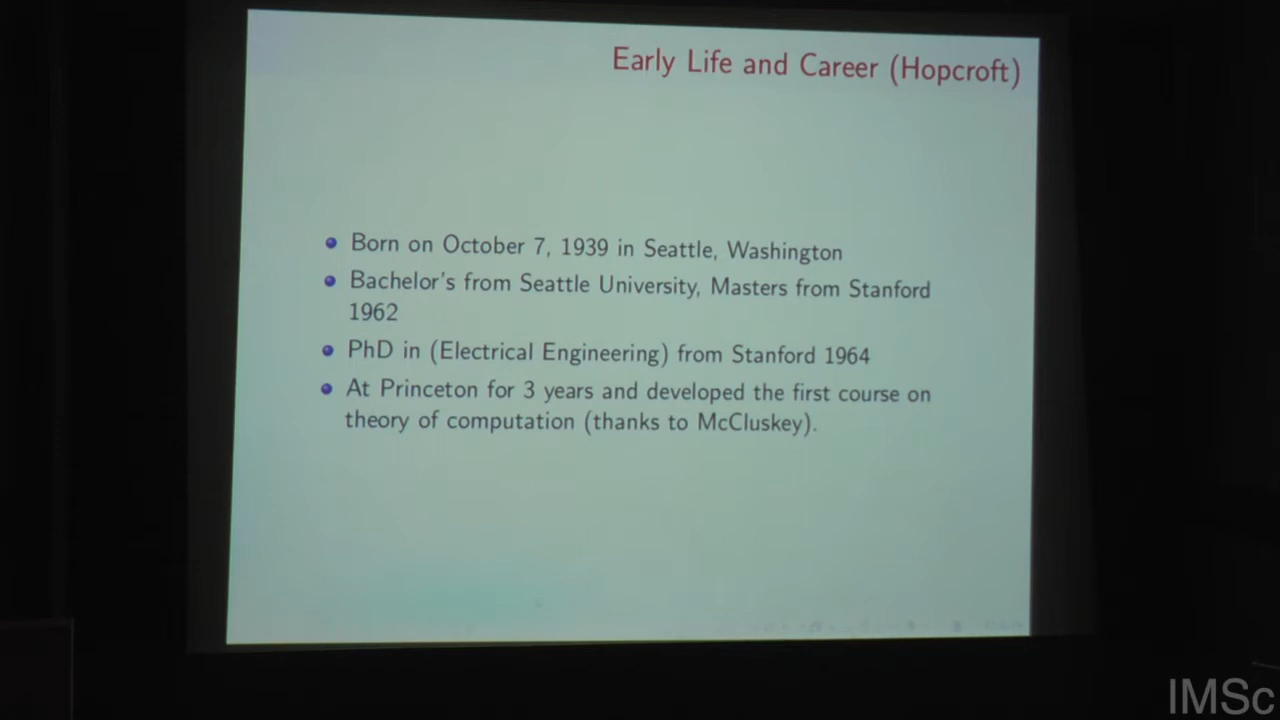 Early Life and Career (Hopcroft)
Born on October 7, 1939 in Seattle, Washington
Bachelor's from Seattle University, Masters from Stanford
1962
PhD in (Electrical Engineering) from Stanford 1964
At Princeton for 3 years and developed the first course on
theory of computation (thanks to McCluskey).
IMSc